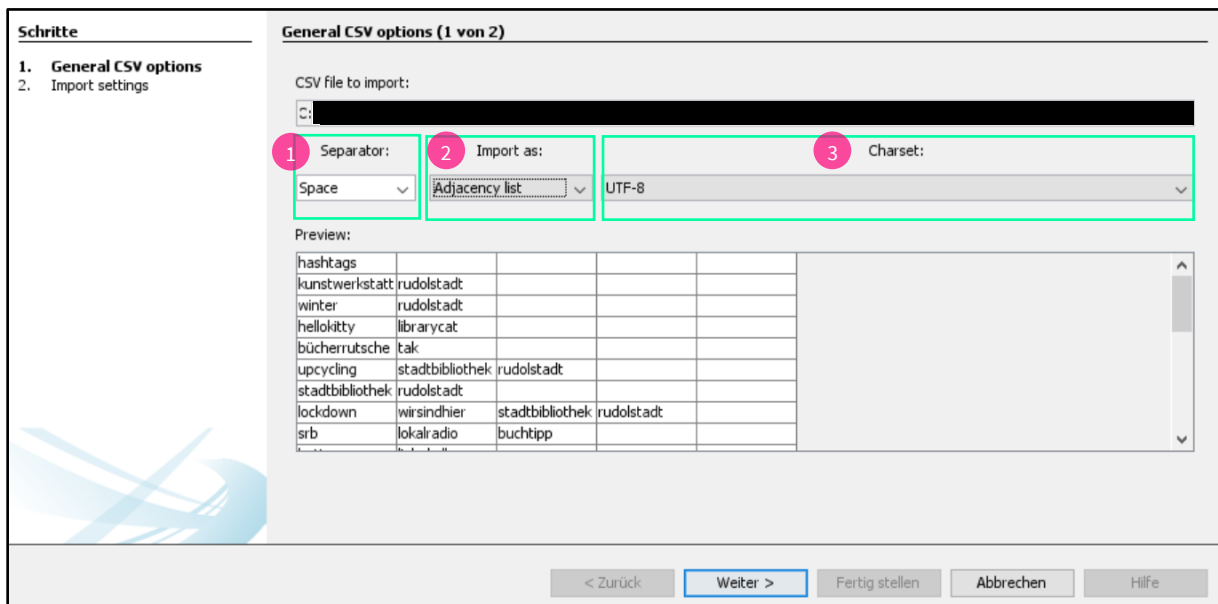 Schritte
1. General CSV options
2. Import settings
General CSV options (1 von 2)
CSV file to import:
C:
1 Separator: 2 Import as: 3 Charset:
Space Adjacency list UTF-8
Preview:
hashtags
kunstwerkstatt rudolstadt
winter rudolstadt
hellokitty librarycat
bücherrutsche tak
upcycling stadtbibliothek rudolstadt
stadtbibliothek rudolstadt
lockdown wirsindhier stadtbibliothek rudolstadt
srb lokalradio buchtipp
< Zurück Weiter > Fertig stellen Abbrechen Hilfe